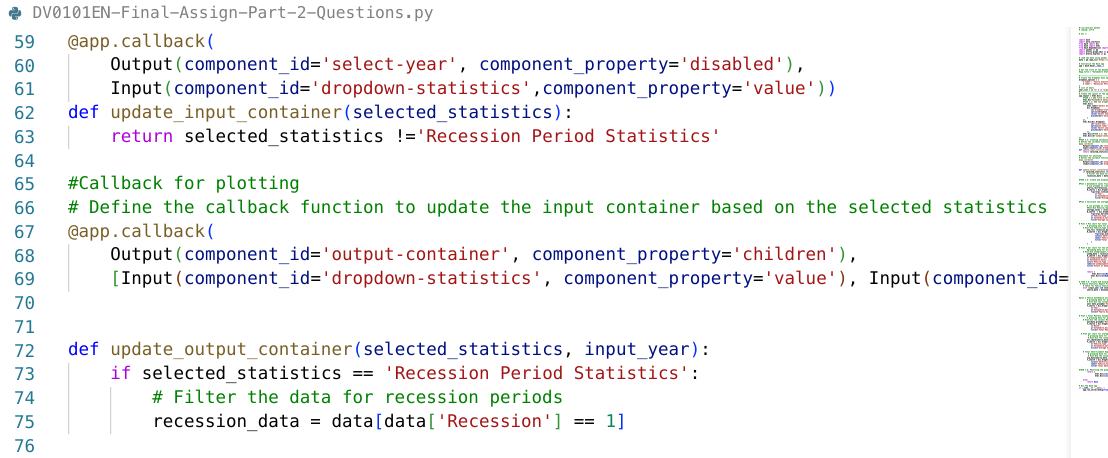 DV0101EN-Final-Assign-Part-2-Questions.py
59 @app.callback(
60     Output(component_id='select-year', component_property='disabled'),
61     Input(component_id='dropdown-statistics',component_property='value'))
62 def update_input_container(selected_statistics):
63     return selected_statistics !='Recession Period Statistics'
64
65 #Callback for plotting
66 # Define the callback function to update the input container based on the selected statistics
67 @app.callback(
68     Output(component_id='output-container', component_property='children'),
69     [Input(component_id='dropdown-statistics', component_property='value'), Input(component_id=
70
71
72 def update_output_container(selected_statistics, input_year):
73     if selected_statistics == 'Recession Period Statistics':
74         # Filter the data for recession periods
75         recession_data = data[data['Recession'] == 1]
76